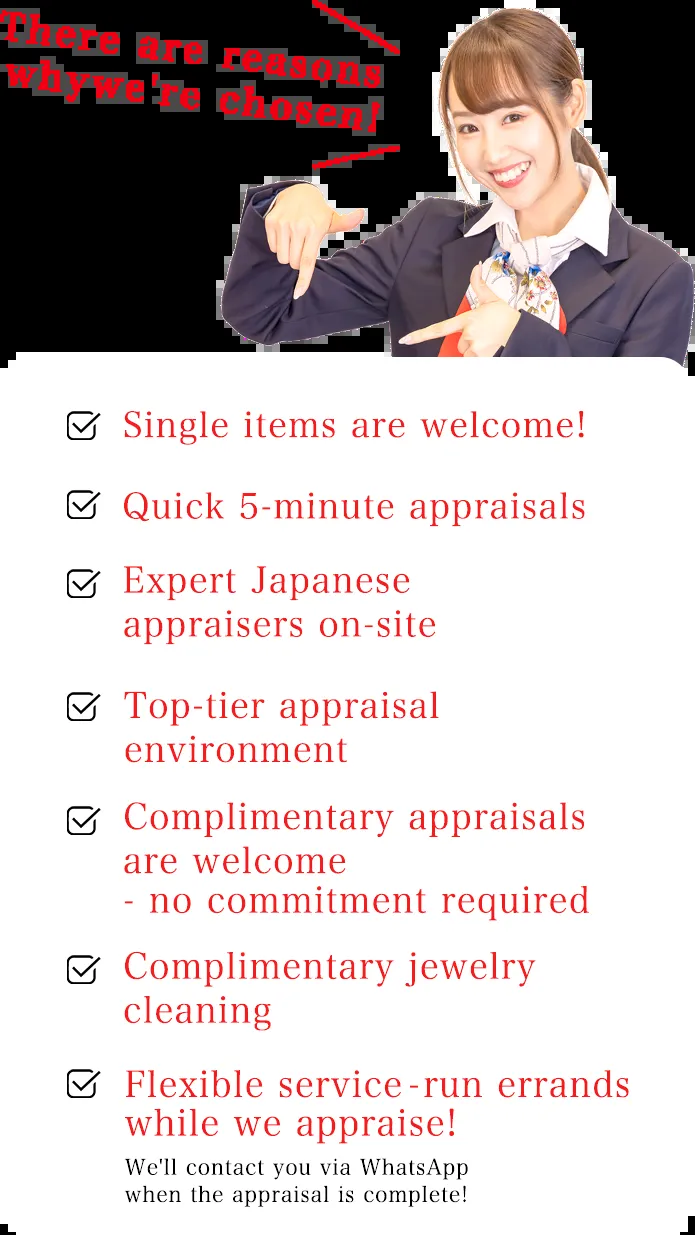 There are reasons
whywe're chosen!
Single items are welcome!
Quick 5-minute appraisals
Expert Japanese
appraisers on-site
Top-tier appraisal
environment
Complimentary appraisals
are welcome
- no commitment required
Complimentary jewelry
cleaning
Flexible service-run errands
while we appraise!
We'll contact you via WhatsApp
when the appraisal is complete!